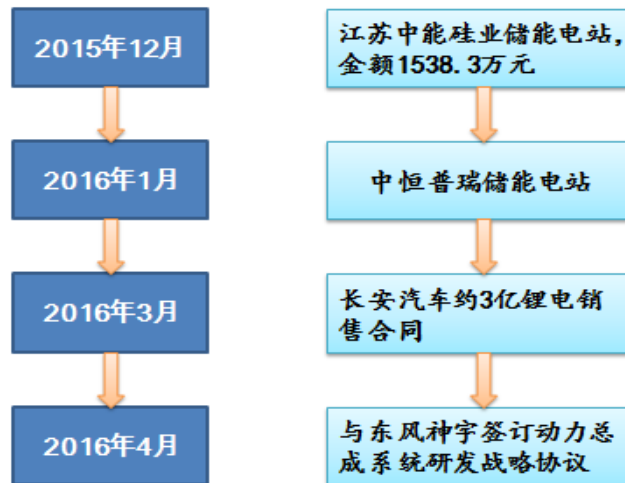 2015年12月
江苏中能硅业储能电站,
金额1538.3万元
2016年1月
中恒普瑞储能电站
2016年3月
长安汽车约3亿锂电销
售合同
2016年4月
与东风神宇签订动力总
成系统研发战略协议